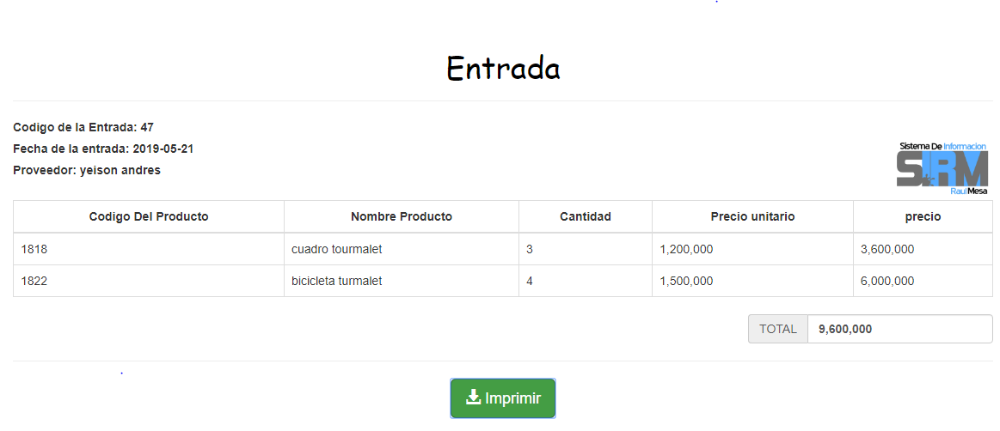 Entrada
Codigo de la Entrada: 47
Fecha de la entrada: 2019-05-21
Proveedor: yeison andres
Sistema De Informacion
SIRM
Raul Mesa
Codigo Del Producto Nombre Producto Cantidad Precio unitario precio
1818 cuadro tourmalet 3 1,200,000 3,600,000
1822 bicicleta turmalet 4 1,500,000 6,000,000
TOTAL 9,600,000
Imprimir